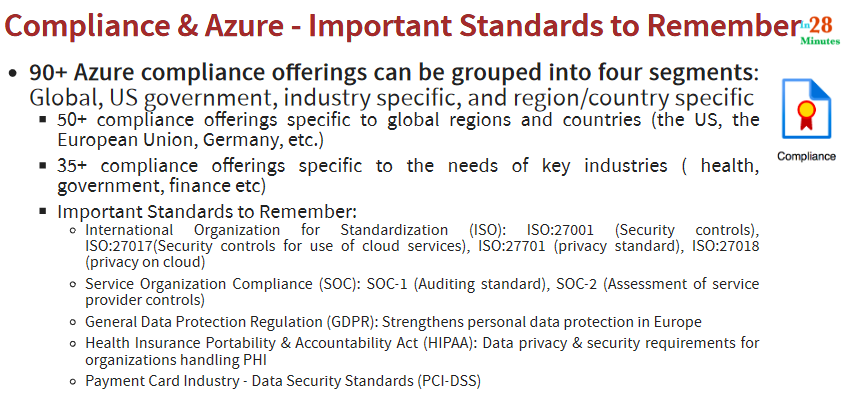 Compliance & Azure - Important Standards to Remember
in 28
Minutes
90+ Azure compliance offerings can be grouped into four segments:
Global, US government, industry specific, and region/country specific
50+ compliance offerings specific to global regions and countries (the US, the
European Union, Germany, etc.)
35+ compliance offerings specific to the needs of key industries ( health,
government, finance etc)
Important Standards to Remember:
International Organization for Standardization (ISO): ISO:27001 (Security controls),
ISO:27017(Security controls for use of cloud services), ISO:27701 (privacy standard), ISO:27018
(privacy on cloud)
Service Organization Compliance (SOC): SOC-1 (Auditing standard), SOC-2 (Assessment of service
provider controls)
General Data Protection Regulation (GDPR): Strengthens personal data protection in Europe
Health Insurance Portability & Accountability Act (HIPAA): Data privacy & security requirements for
organizations handling PHI
Payment Card Industry - Data Security Standards (PCI-DSS)
Compliance